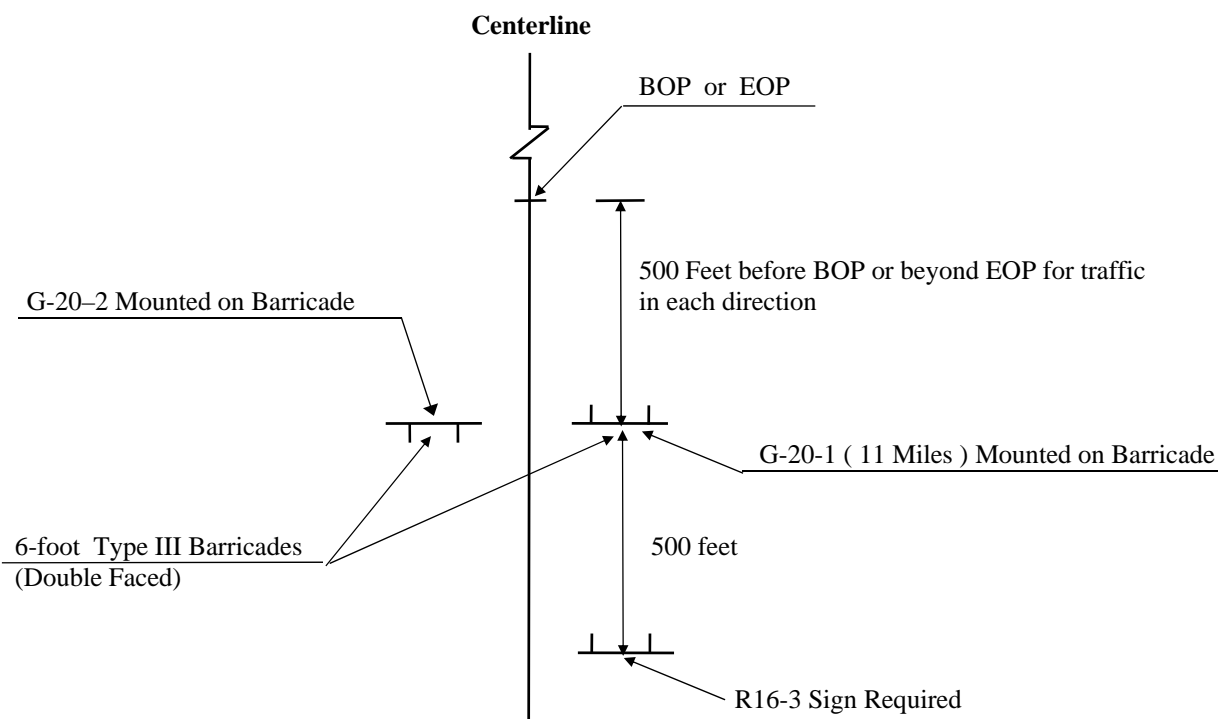 Centerline
BOP or EOP
500 Feet before BOP or beyond EOP for traffic
in each direction
G-20–2 Mounted on Barricade
G-20-1 ( 11 Miles ) Mounted on Barricade
6-foot Type III Barricades
(Double Faced)
500 feet
R16-3 Sign Required